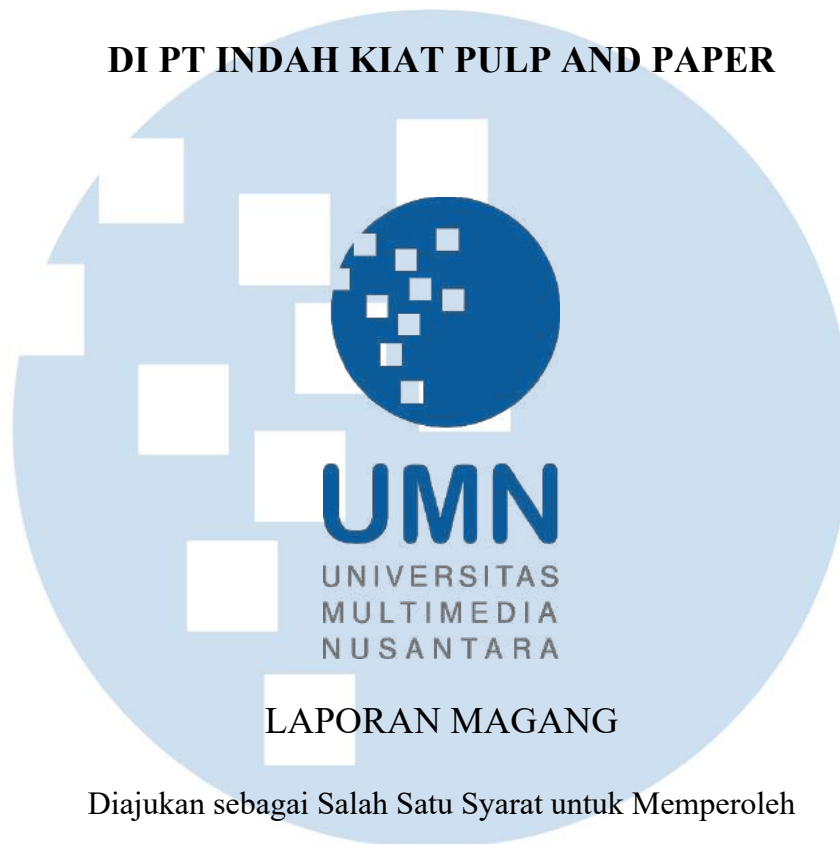 DI PT INDAH KIAT PULP AND PAPER
UMN
UNIVERSITAS
MULTIMEDIA
NUSANTARA
LAPORAN MAGANG
Diajukan sebagai Salah Satu Syarat untuk Memperoleh